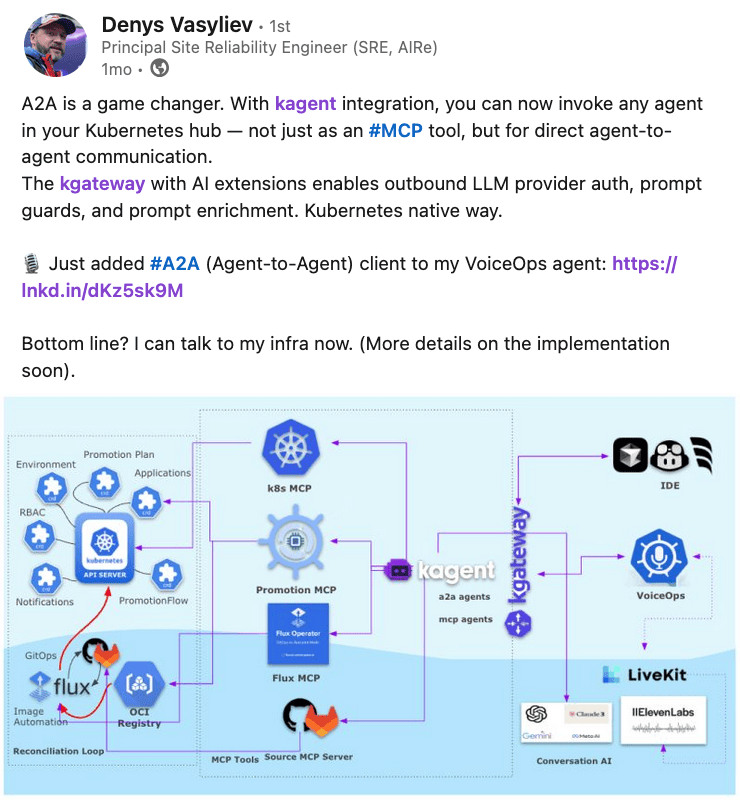 Denys Vasyliev · 1st
Principal Site Reliability Engineer (SRE, AIRe)
1mo ·
A2A is a game changer. With kagent integration, you can now invoke any agent
in your Kubernetes hub — not just as an #MCP tool, but for direct agent-to-
agent communication.
The kgateway with AI extensions enables outbound LLM provider auth, prompt
guards, and prompt enrichment. Kubernetes native way.
🎙️ Just added #A2A (Agent-to-Agent) client to my VoiceOps agent: https://
lnkd.in/dKz5sk9M
Bottom line? I can talk to my infra now. (More details on the implementation
soon).
Promotion Plan
Environment
Applications
RBAC
kubernetes
API SERVER
Notifications
PromotionFlow
GitOps
flux
Image
Automation
OCI
Registry
Reconciliation Loop
k8s MCP
Promotion MCP
Flux Operator
Flux MCP
MCP Tools
Source MCP Server
kagent
a2a agents
mcp agents
kgateway
IDE
VoiceOps
LiveKit
Claude 3
Gemini
Meta AI
IIElevenLabs
Conversation AI